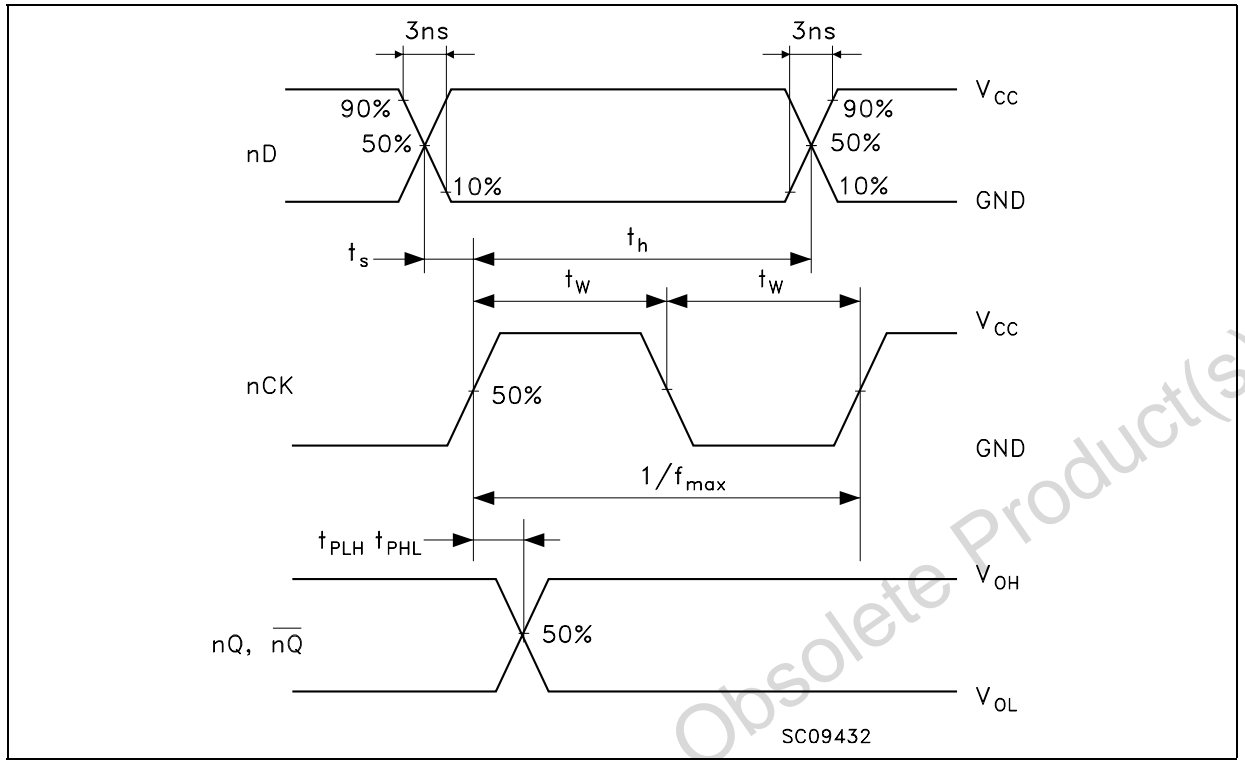 3ns 3ns
V_CC
90% 90%
50% 50%
nD
10% 10%
GND
t_s t_h
t_W t_W
V_CC
nCK
50%
GND
1/f_max
t_PLH t_PHL
V_OH
50%
nQ, n̅Q̅
V_OL
SC09432
Obsolete Product(s